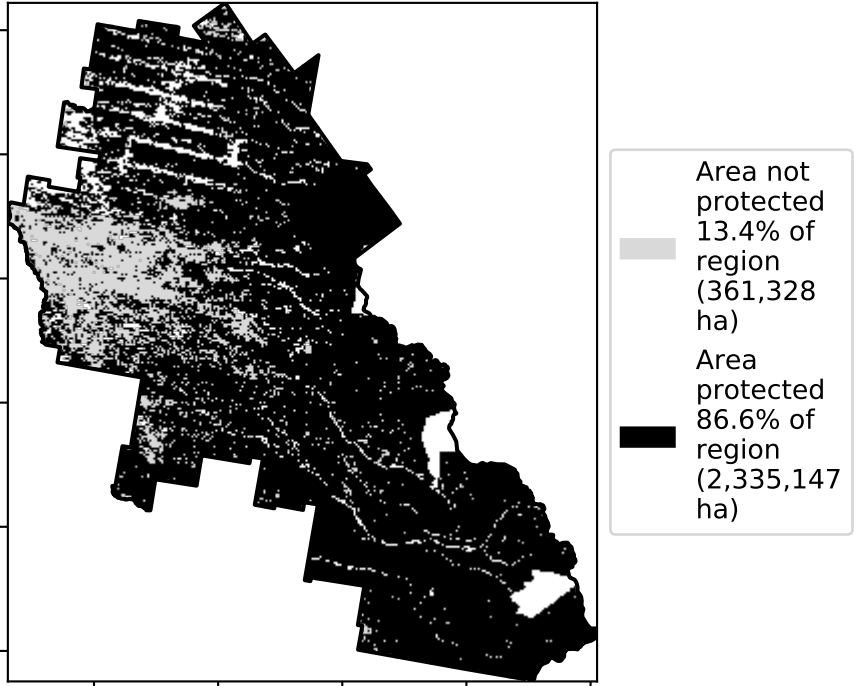 Area not
protected
13.4% of
region
(361,328
ha)
Area
protected
86.6% of
region
(2,335,147
ha)